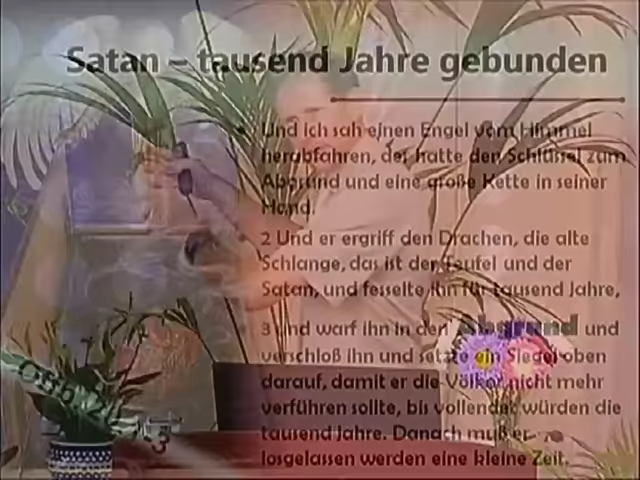 Satan – tausend Jahre gebunden
Und ich sah einen Engel vom Himmel
herabfahren, der hatte den Schlüssel zum
Abgrund und eine große Kette in seiner
Hand.
2 Und er ergriff den Drachen, die alte
Schlange, das ist der Teufel und der
Satan, und fesselte ihn für tausend Jahre,
3 und warf ihn in den Abgrund und
verschloß ihn und setzte ein Siegel oben
darauf, damit er die Völker nicht mehr
verführen sollte, bis vollendet würden die
tausend Jahre. Danach muß er
losgelassen werden eine kleine Zeit.